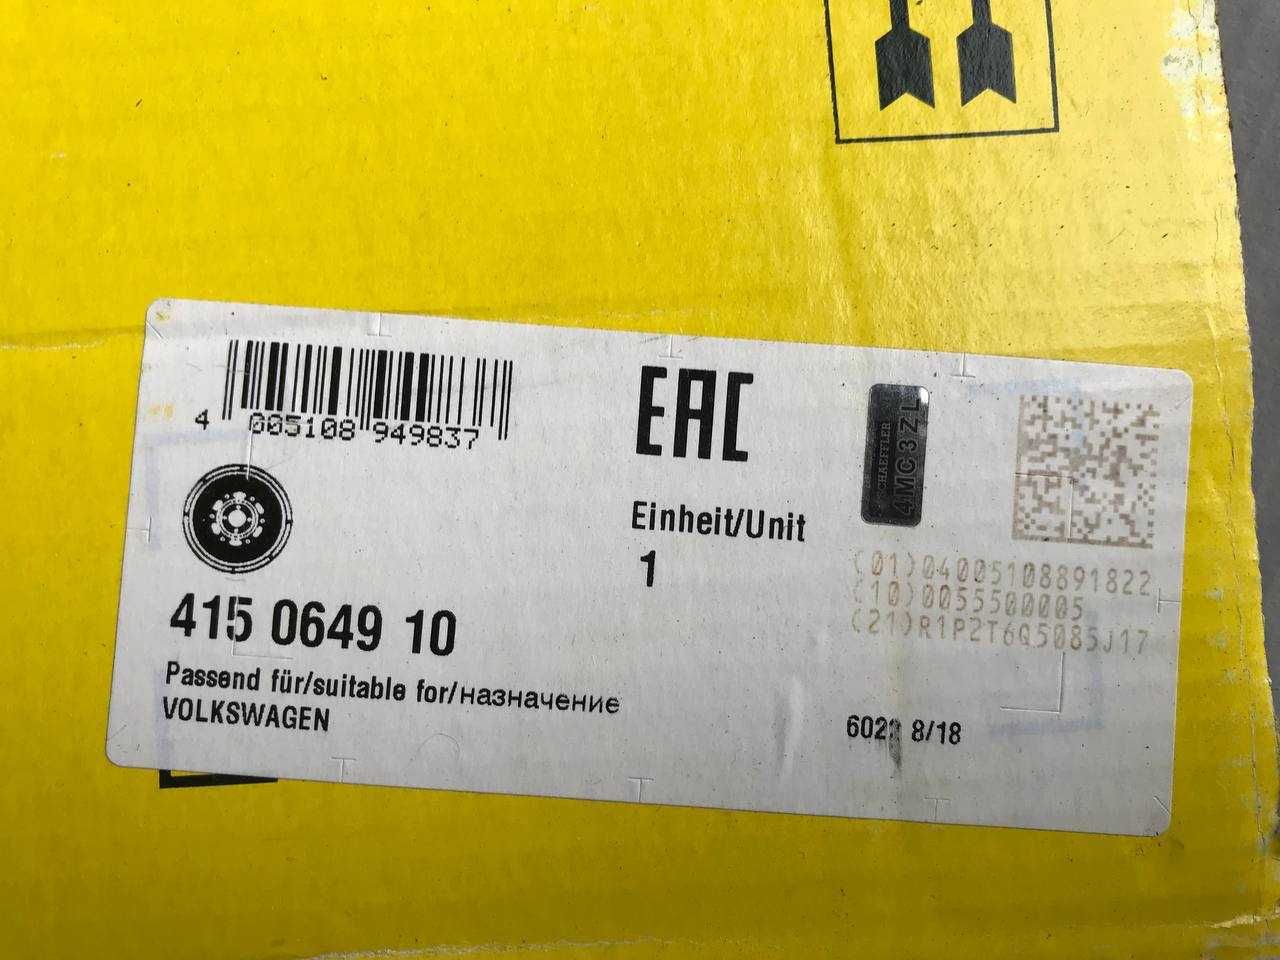 4 005108 949837
EAC
SCHAEFFLER
4MC3ZL
Einheit/Unit
1
(01)04005108891822
(10)0055500005
(21)R1P2T6Q5085J17
415 0649 10
Passend für/suitable for/назначение
VOLKSWAGEN
8/18